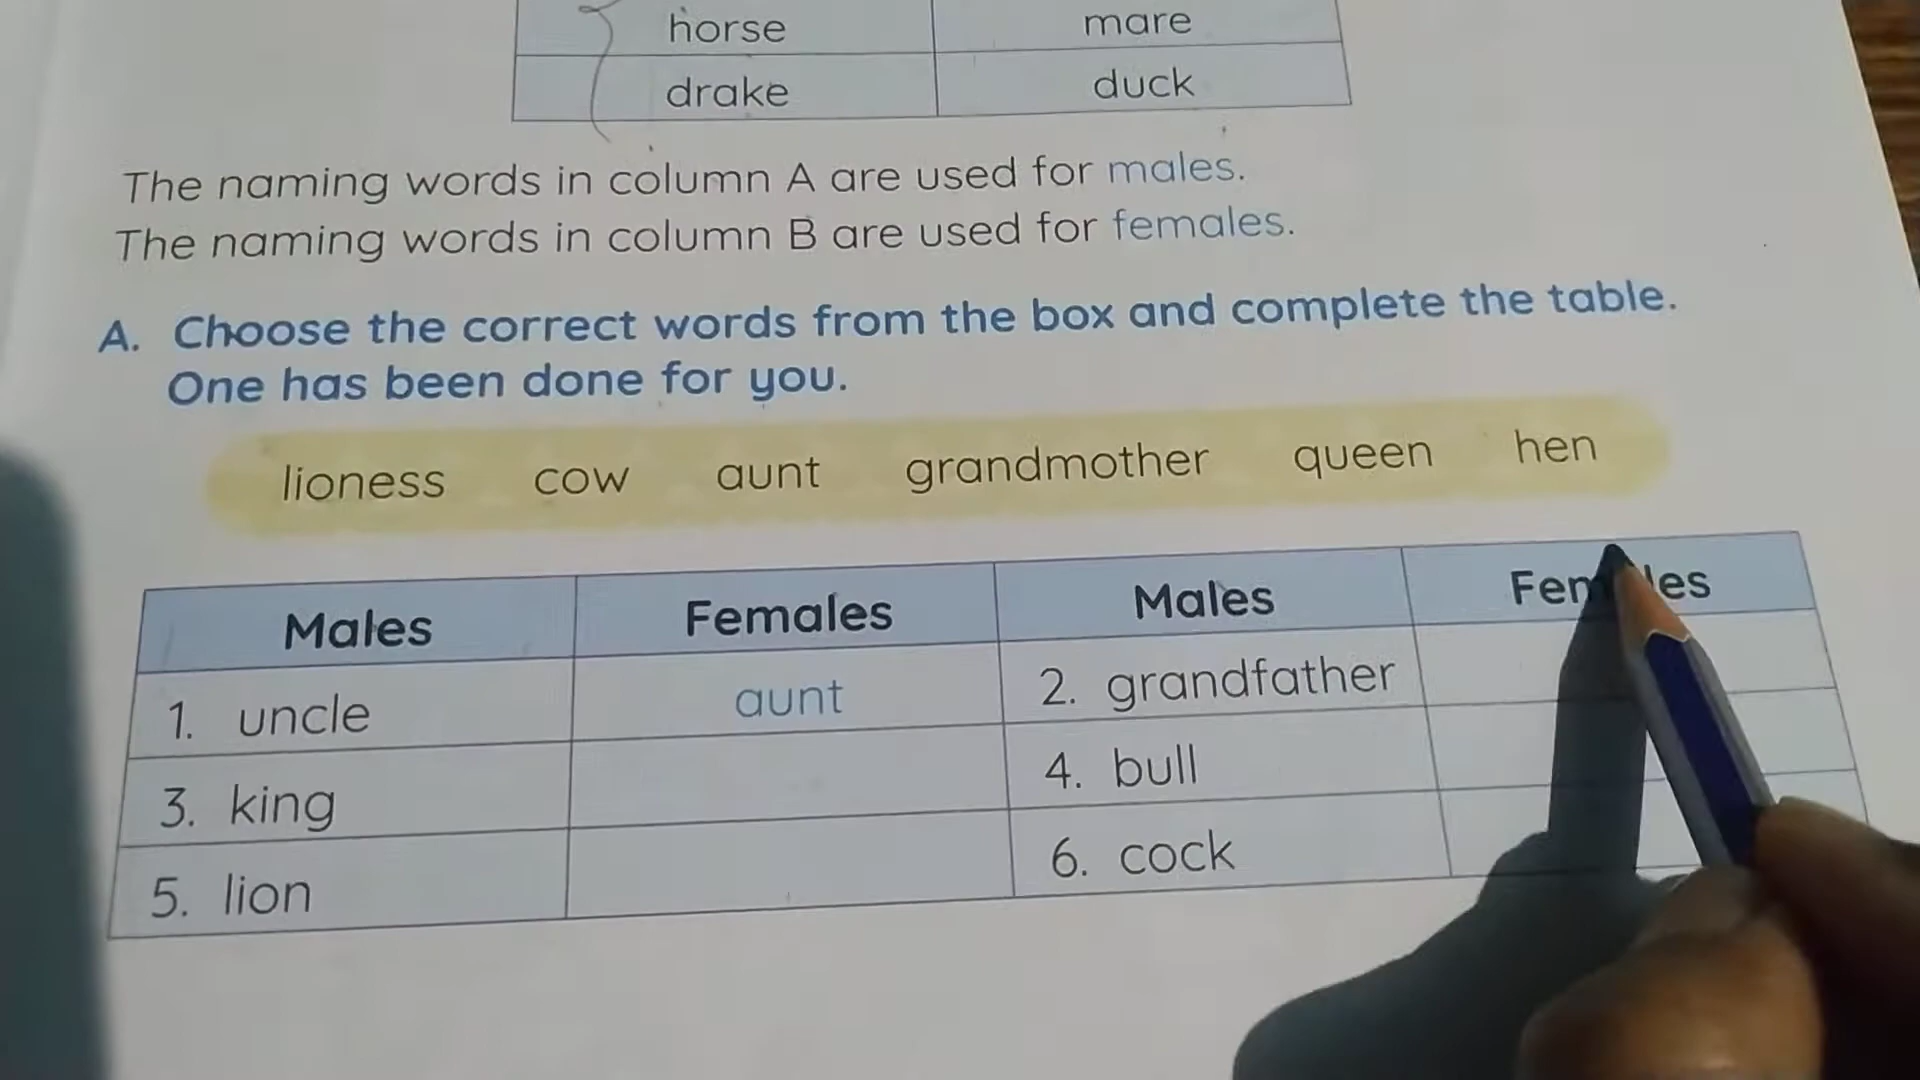 horse mare
drake duck
The naming words in column A are used for males.
The naming words in column B are used for females.
A. Choose the correct words from the box and complete the table.
One has been done for you.
lioness cow aunt grandmother queen hen
Males Females Males Females
1. uncle aunt 2. grandfather
3. king 4. bull
5. lion 6. cock